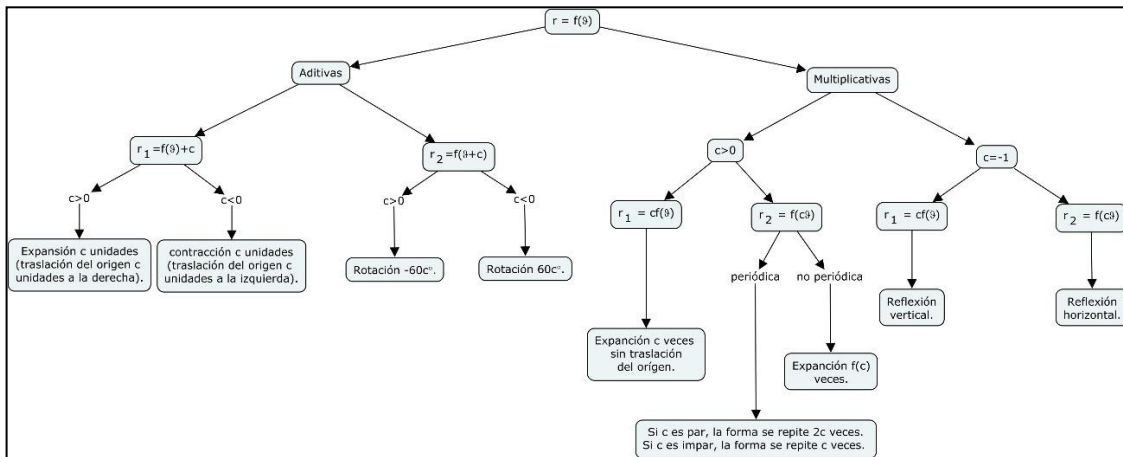 r = f(ϑ)
Aditivas
Multiplicativas
r₁=f(ϑ)+c
r₂=f(ϑ+c)
c>0
c=-1
c>0
c<0
c>0
c<0
r₁ = cf(ϑ)
r₂ = f(cϑ)
r₁ = cf(ϑ)
r₂ = f(cϑ)
Expansión c unidades
(traslación del origen c
unidades a la derecha).
contracción c unidades
(traslación del origen c
unidades a la izquierda).
Rotación -60cº.
Rotación 60cº.
periódica
no periódica
Reflexión
vertical.
Reflexión
horizontal.
Expanción c veces
sin traslación
del orígen.
Expanción f(c)
veces.
Si c es par, la forma se repite 2c veces.
Si c es impar, la forma se repite c veces.